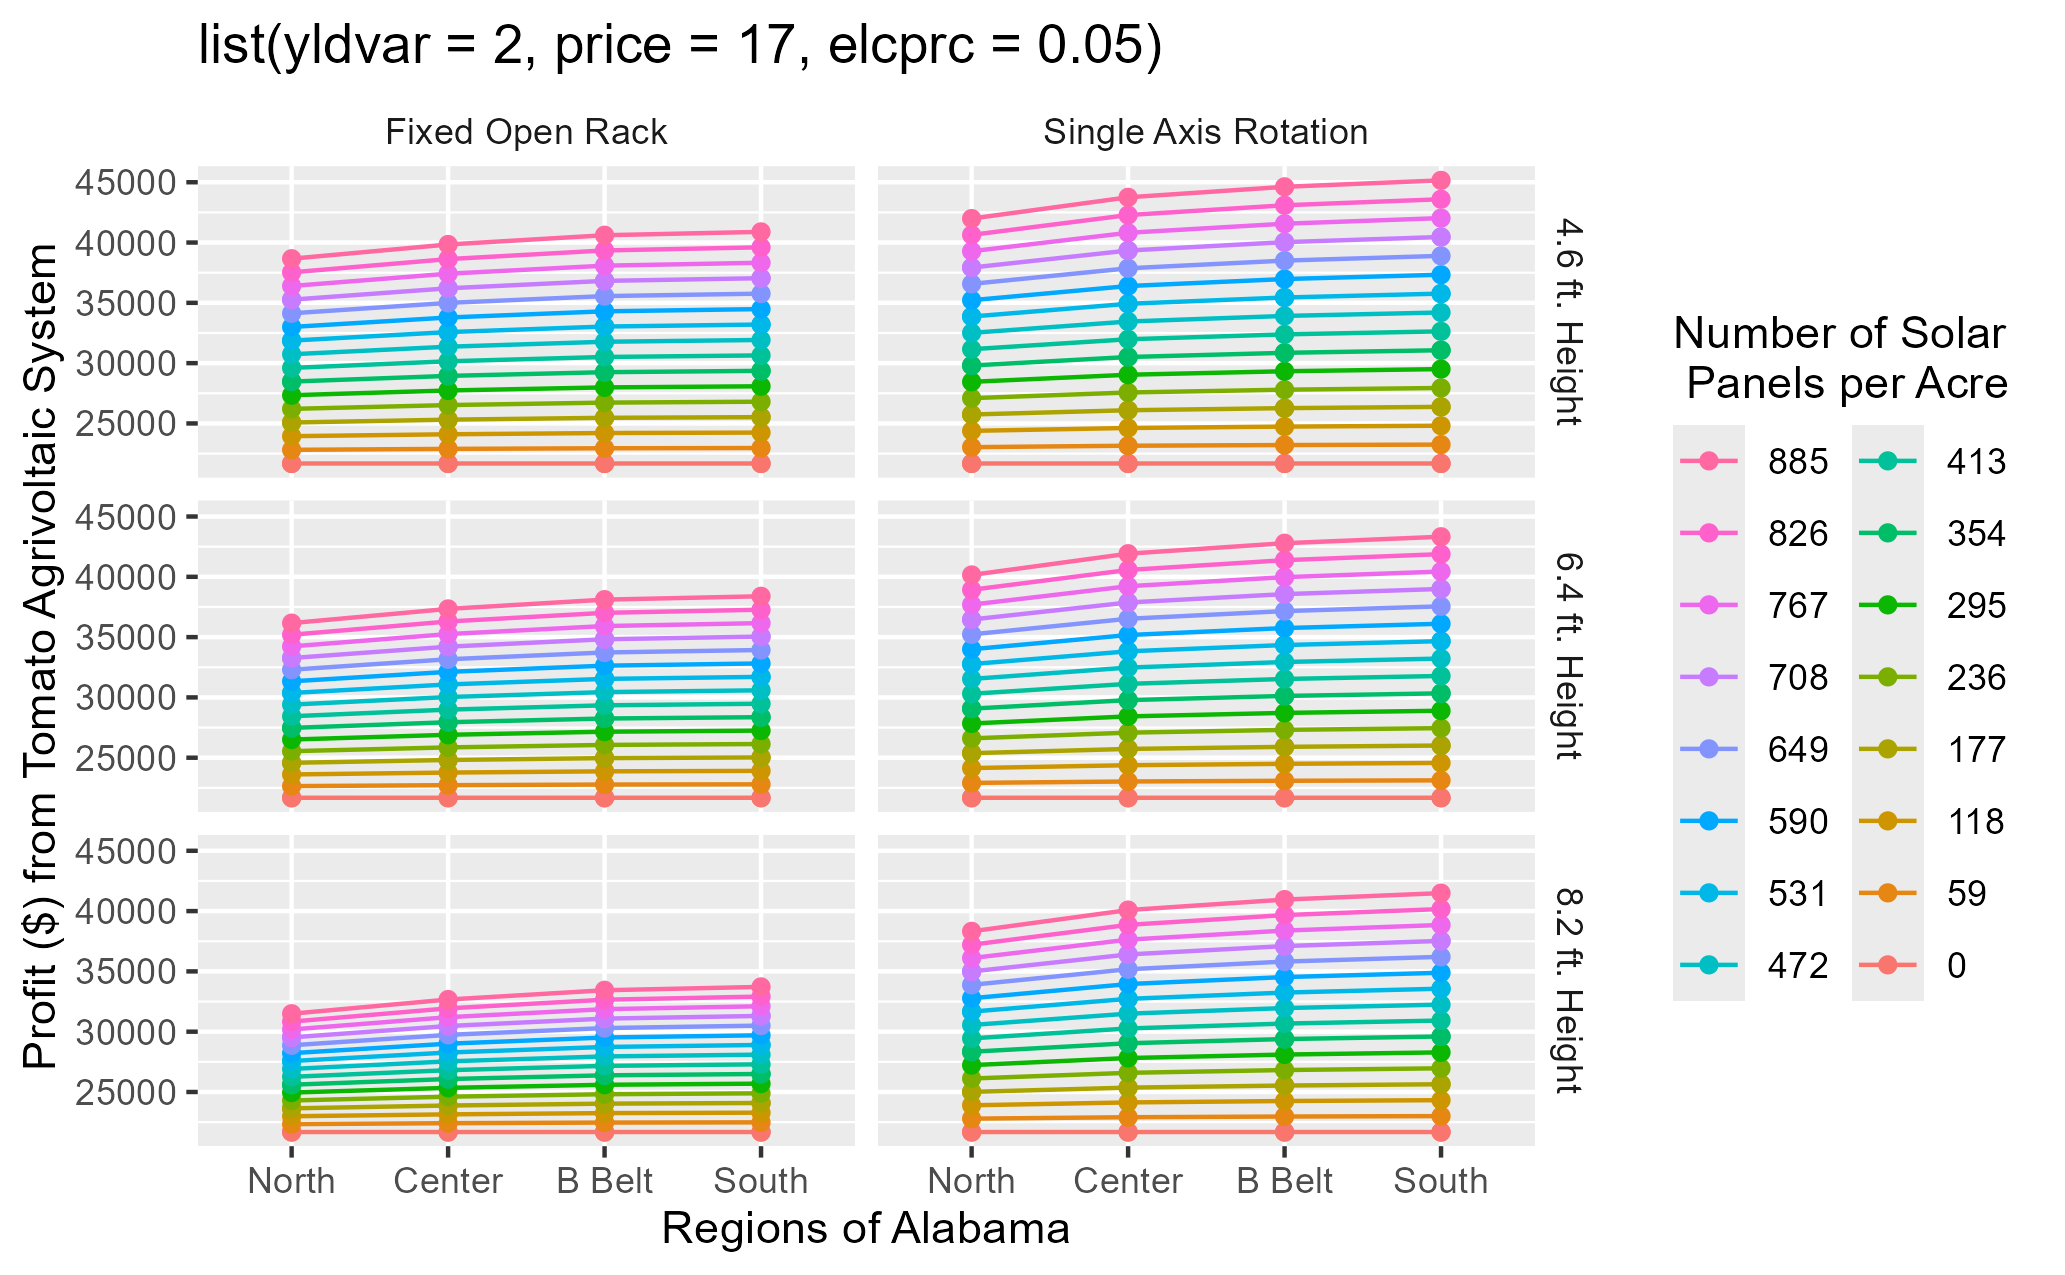 list(yldvar = 2, price = 17, elcprc = 0.05)
Fixed Open Rack
Single Axis Rotation
45000
40000
35000
30000
25000
4.6 ft. Height
45000
40000
35000
30000
25000
6.4 ft. Height
45000
40000
35000
30000
25000
8.2 ft. Height
Profit ($) from Tomato Agrivoltaic System
North
Center
B Belt
South
North
Center
B Belt
South
Regions of Alabama
Number of Solar
Panels per Acre
885
826
767
708
649
590
531
472
413
354
295
236
177
118
59
0